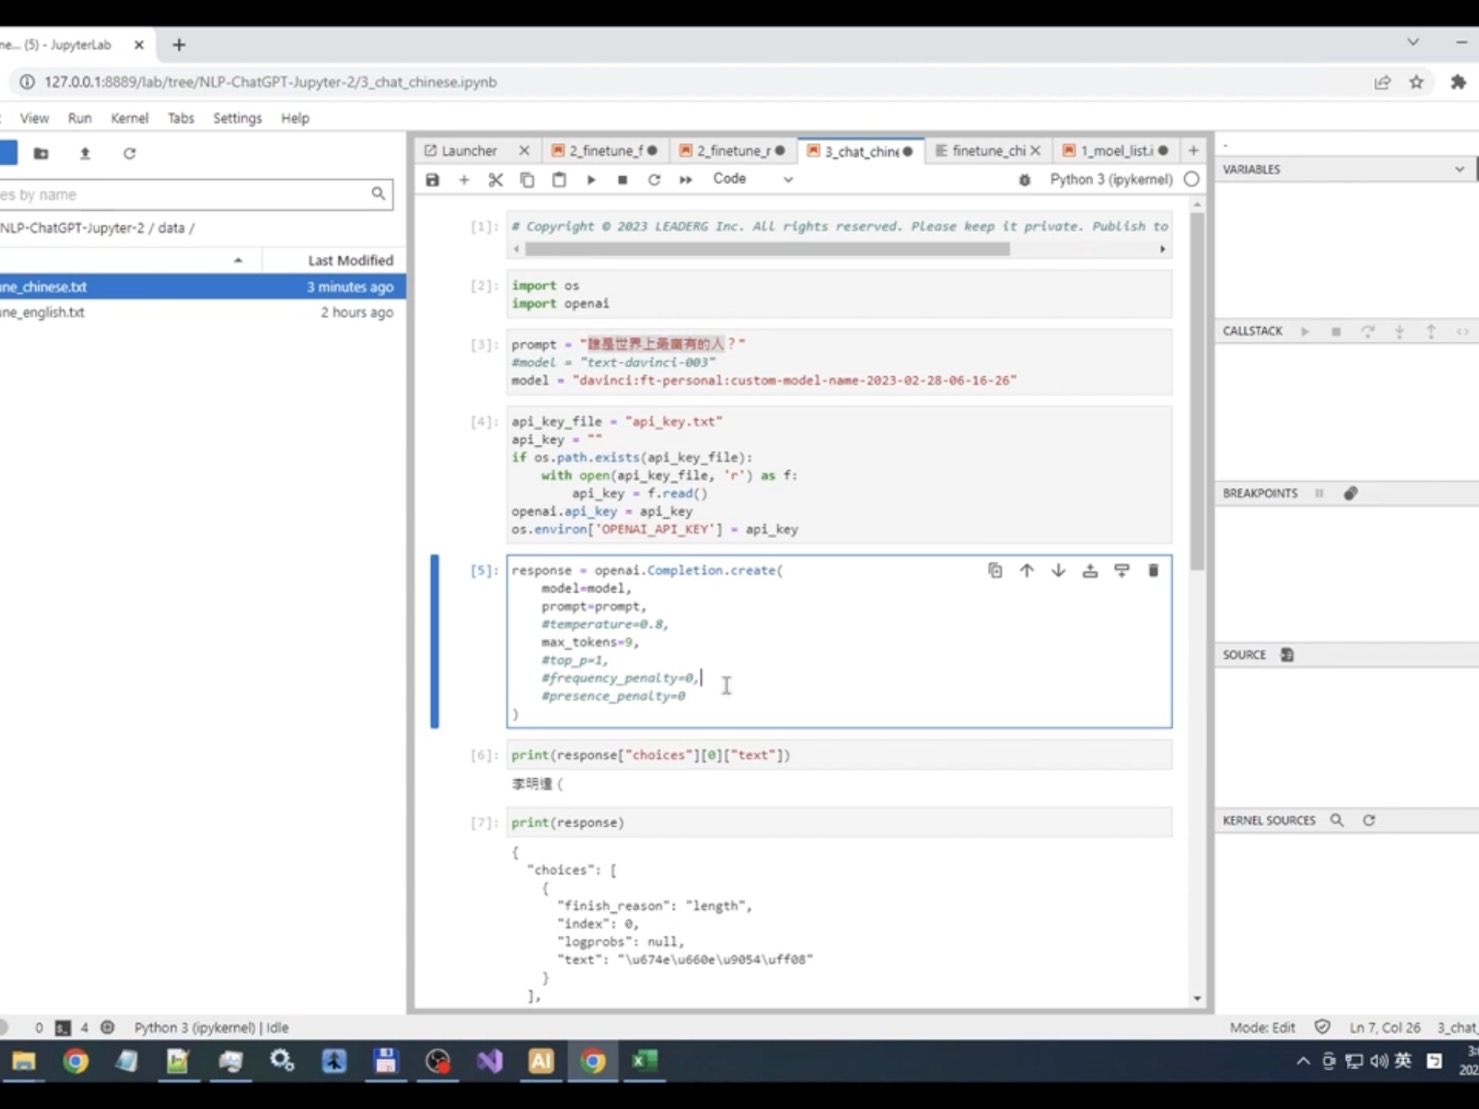 ne... (5) - JupyterLab
127.0.0.1:8889/lab/tree/NLP-ChatGPT-Jupyter-2/3_chat_chinese.ipynb
View Run Kernel Tabs Settings Help
es by name
NLP-ChatGPT-Jupyter-2 / data /
Last Modified
une_chinese.txt 3 minutes ago
une_english.txt 2 hours ago
Launcher 2_finetune_f 2_finetune_r 3_chat_chine finetune_chi 1_moel_list.i
Code Python 3 (ipykernel)
[1]: # Copyright © 2023 LEADERG Inc. All rights reserved. Please keep it private. Publish to
[2]: import os
import openai
[3]: prompt = "誰是世界上最富有的人？"
#model = "text-davinci-003"
model = "davinci:ft-personal:custom-model-name-2023-02-28-06-16-26"
[4]: api_key_file = "api_key.txt"
api_key = ""
if os.path.exists(api_key_file):
with open(api_key_file, 'r') as f:
api_key = f.read()
openai.api_key = api_key
os.environ['OPENAI_API_KEY'] = api_key
[5]: response = openai.Completion.create(
model=model,
prompt=prompt,
#temperature=0.8,
max_tokens=9,
#top_p=1,
#frequency_penalty=0,
#presence_penalty=0
)
[6]: print(response["choices"][0]["text"])
李明達（
[7]: print(response)
{
"choices": [
{
"finish_reason": "length",
"index": 0,
"logprobs": null,
"text": "\u674e\u660e\u9054\uff08"
}
],
-
VARIABLES
CALLSTACK
BREAKPOINTS
SOURCE
KERNEL SOURCES
0 4 Python 3 (ipykernel) | Idle
Mode: Edit Ln 7, Col 26 3_chat_
AI
英
3:
202